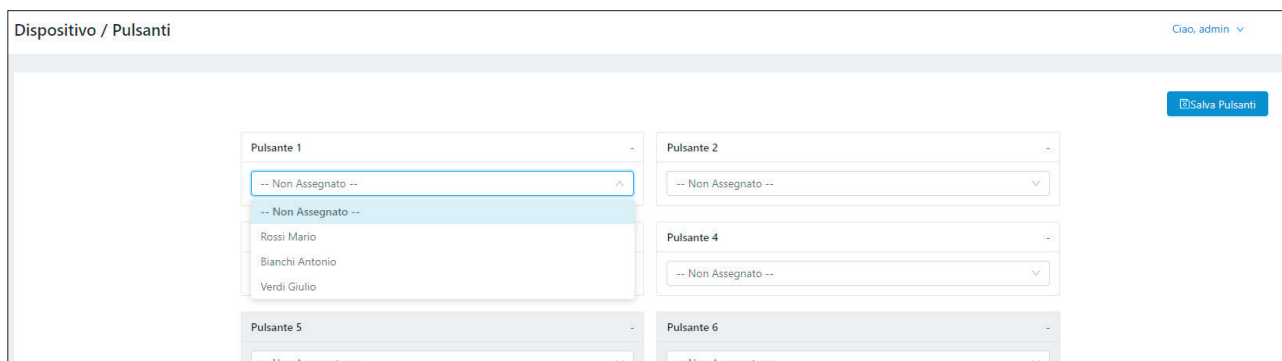 Dispositivo / Pulsanti
Ciao, admin
Salva Pulsanti
Pulsante 1 -
Pulsante 2 -
-- Non Assegnato --
-- Non Assegnato --
-- Non Assegnato --
Rossi Mario
Bianchi Antonio
Verdi Giulio
Pulsante 4 -
-- Non Assegnato --
Pulsante 5 -
Pulsante 6 -